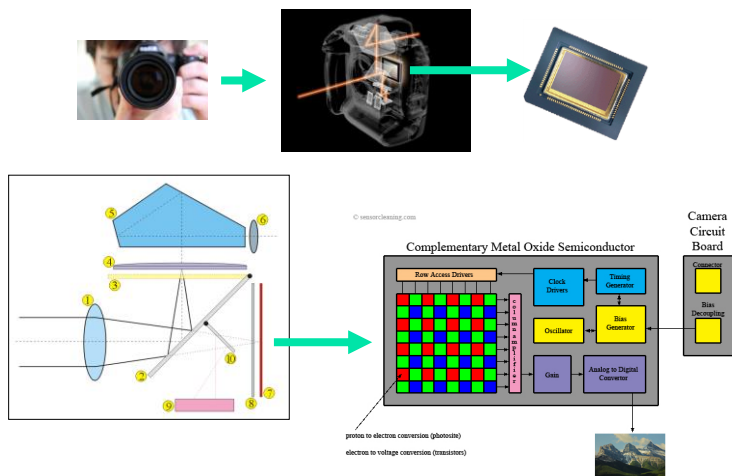 © sensorcleaning.com
Camera
Circuit
Board
Complementary Metal Oxide Semiconductor
Connector
Row Access Drivers
Clock
Drivers
Timing
Generator
Bias
Decoupling
Oscillator
Bias
Generator
column amplifier
Gain
Analog to Digital
Convertor
proton to electron conversion (photosite)
electron to voltage conversion (transistors)
5
6
4
3
1
2
10
9
8
7